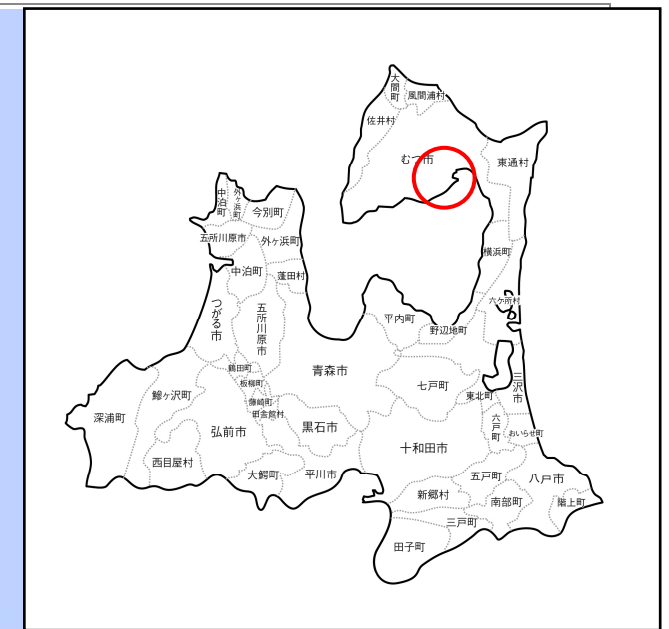 大間町
風間浦村
佐井村
むつ市
東通村
中泊町
外ヶ浜町
今別町
五所川原市
外ヶ浜町
横浜町
中泊町
蓬田村
六ケ所村
つがる市
五所川原市
平内町
野辺地町
鶴田町
青森市
板柳町
七戸町
三沢市
鰺ヶ沢町
藤崎町
東北町
田舎館村
深浦町
弘前市
黒石市
六戸町
おいらせ町
十和田市
西目屋村
大鰐町
平川市
五戸町
八戸市
新郷村
南部町
階上町
三戸町
田子町